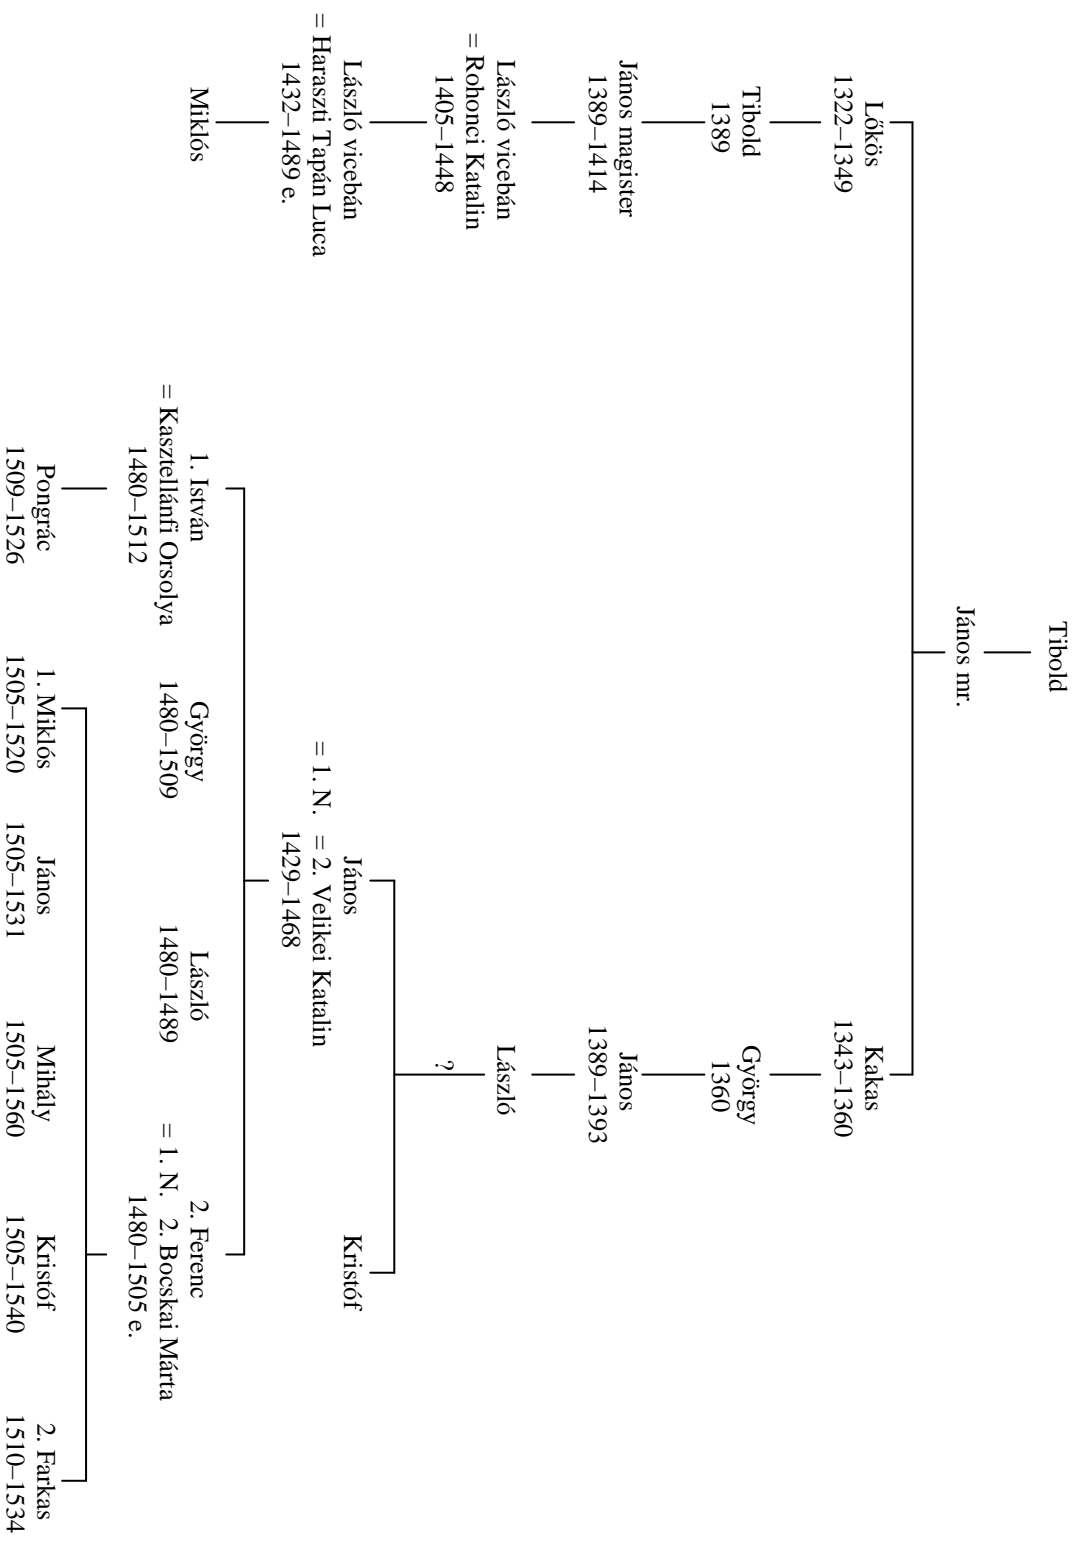 Tibold
János mr.
Lőkös
1322–1349
Kakas
1343–1360
Tibold
1389
György
1360
János magister
1389–1414
János
1389–1393
László vicebán
= Rohonci Katalin
1405–1448
László
?
László vicebán
= Haraszti Tapán Luca
1432–1489 e.
János
= 1. N. = 2. Velikei Katalin
1429–1468
Kristóf
Miklós
1. István
= Kasztellánfi Orsolya
1480–1512
György
1480–1509
László
1480–1489
2. Ferenc
= 1. N. 2. Bocskai Márta
1480–1505 e.
Pongrác
1509–1526
1. Miklós
1505–1520
János
1505–1531
Mihály
1505–1560
Kristóf
1505–1540
2. Farkas
1510–1534